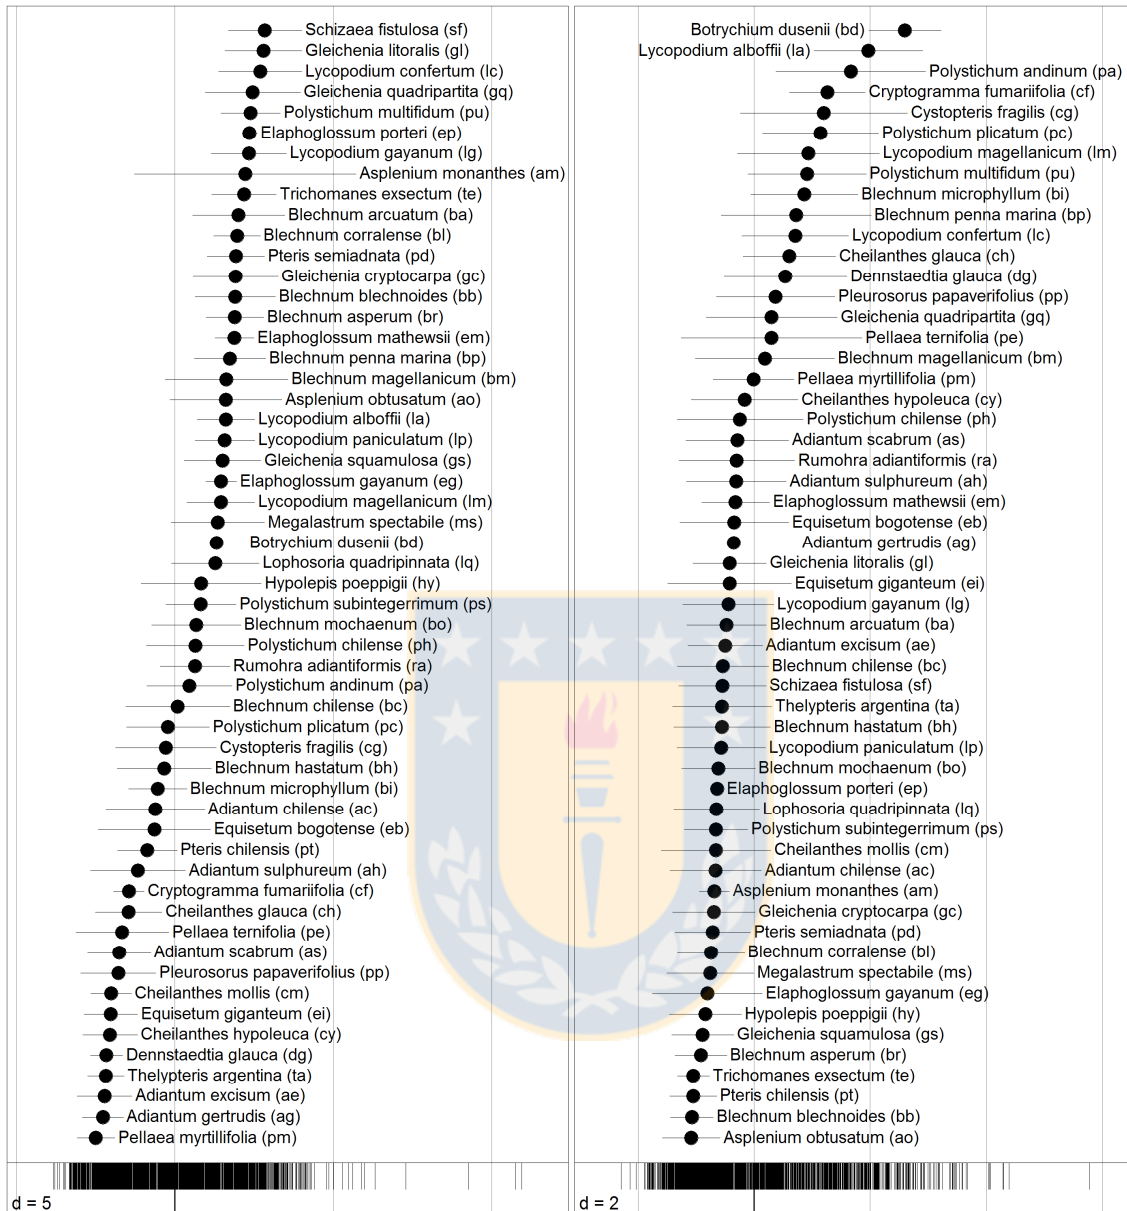 Schizaea fistulosa (sf)
Gleichenia litoralis (gl)
Lycopodium confertum (lc)
Gleichenia quadripartita (gq)
Polystichum multifidum (pu)
Elaphoglossum porteri (ep)
Lycopodium gayanum (lg)
Asplenium monanthes (am)
Trichomanes exsectum (te)
Blechnum arcuatum (ba)
Blechnum corralense (bl)
Pteris semiadnata (pd)
Gleichenia cryptocarpa (gc)
Blechnum blechnoides (bb)
Blechnum asperum (br)
Elaphoglossum mathewsii (em)
Blechnum penna marina (bp)
Blechnum magellanicum (bm)
Asplenium obtusatum (ao)
Lycopodium alboffii (la)
Lycopodium paniculatum (lp)
Gleichenia squamulosa (gs)
Elaphoglossum gayanum (eg)
Lycopodium magellanicum (lm)
Megalastrum spectabile (ms)
Botrychium dusenii (bd)
Lophosoria quadripinnata (lq)
Hypolepis poeppigii (hy)
Polystichum subintegerrimum (ps)
Blechnum mochaenum (bo)
Polystichum chilense (ph)
Rumohra adiantiformis (ra)
Polystichum andinum (pa)
Blechnum chilense (bc)
Polystichum plicatum (pc)
Cystopteris fragilis (cg)
Blechnum hastatum (bh)
Blechnum microphyllum (bi)
Adiantum chilense (ac)
Equisetum bogotense (eb)
Pteris chilensis (pt)
Adiantum sulphureum (ah)
Cryptogramma fumariifolia (cf)
Cheilanthes glauca (ch)
Pellaea ternifolia (pe)
Adiantum scabrum (as)
Pleurosorus papaverifolius (pp)
Cheilanthes mollis (cm)
Equisetum giganteum (ei)
Cheilanthes hypoleuca (cy)
Dennstaedtia glauca (dg)
Thelypteris argentina (ta)
Adiantum excisum (ae)
Adiantum gertrudis (ag)
Pellaea myrtillifolia (pm)
d = 5
Botrychium dusenii (bd)
Lycopodium alboffii (la)
Polystichum andinum (pa)
Cryptogramma fumariifolia (cf)
Cystopteris fragilis (cg)
Polystichum plicatum (pc)
Lycopodium magellanicum (lm)
Polystichum multifidum (pu)
Blechnum microphyllum (bi)
Blechnum penna marina (bp)
Lycopodium confertum (lc)
Cheilanthes glauca (ch)
Dennstaedtia glauca (dg)
Pleurosorus papaverifolius (pp)
Gleichenia quadripartita (gq)
Pellaea ternifolia (pe)
Blechnum magellanicum (bm)
Pellaea myrtillifolia (pm)
Cheilanthes hypoleuca (cy)
Polystichum chilense (ph)
Adiantum scabrum (as)
Rumohra adiantiformis (ra)
Adiantum sulphureum (ah)
Elaphoglossum mathewsii (em)
Equisetum bogotense (eb)
Adiantum gertrudis (ag)
Gleichenia litoralis (gl)
Equisetum giganteum (ei)
Lycopodium gayanum (lg)
Blechnum arcuatum (ba)
Adiantum excisum (ae)
Blechnum chilense (bc)
Schizaea fistulosa (sf)
Thelypteris argentina (ta)
Blechnum hastatum (bh)
Lycopodium paniculatum (lp)
Blechnum mochaenum (bo)
Elaphoglossum porteri (ep)
Lophosoria quadripinnata (lq)
Polystichum subintegerrimum (ps)
Cheilanthes mollis (cm)
Adiantum chilense (ac)
Asplenium monanthes (am)
Gleichenia cryptocarpa (gc)
Pteris semiadnata (pd)
Blechnum corralense (bl)
Megalastrum spectabile (ms)
Elaphoglossum gayanum (eg)
Hypolepis poeppigii (hy)
Gleichenia squamulosa (gs)
Blechnum asperum (br)
Trichomanes exsectum (te)
Pteris chilensis (pt)
Blechnum blechnoides (bb)
Asplenium obtusatum (ao)
d = 2